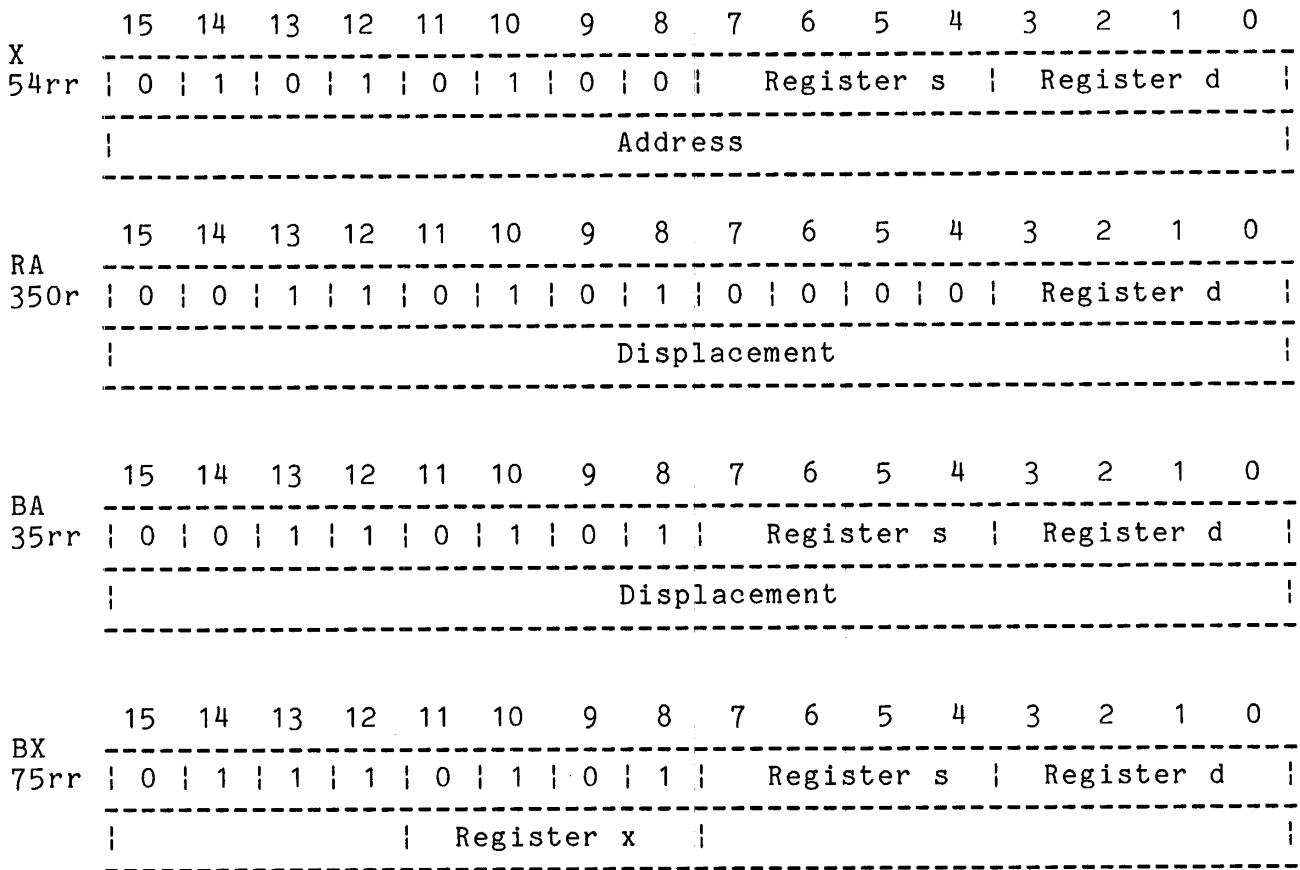 15 14 13 12 11 10 9 8 7 6 5 4 3 2 1 0
X
54rr | 0 | 1 | 0 | 1 | 0 | 1 | 0 | 0 | Register s | Register d |
| Address |
15 14 13 12 11 10 9 8 7 6 5 4 3 2 1 0
RA
350r | 0 | 0 | 1 | 1 | 0 | 1 | 0 | 1 | 0 | 0 | 0 | 0 | Register d |
| Displacement |
15 14 13 12 11 10 9 8 7 6 5 4 3 2 1 0
BA
35rr | 0 | 0 | 1 | 1 | 0 | 1 | 0 | 1 | Register s | Register d |
| Displacement |
15 14 13 12 11 10 9 8 7 6 5 4 3 2 1 0
BX
75rr | 0 | 1 | 1 | 1 | 0 | 1 | 0 | 1 | Register s | Register d |
| | Register x | |